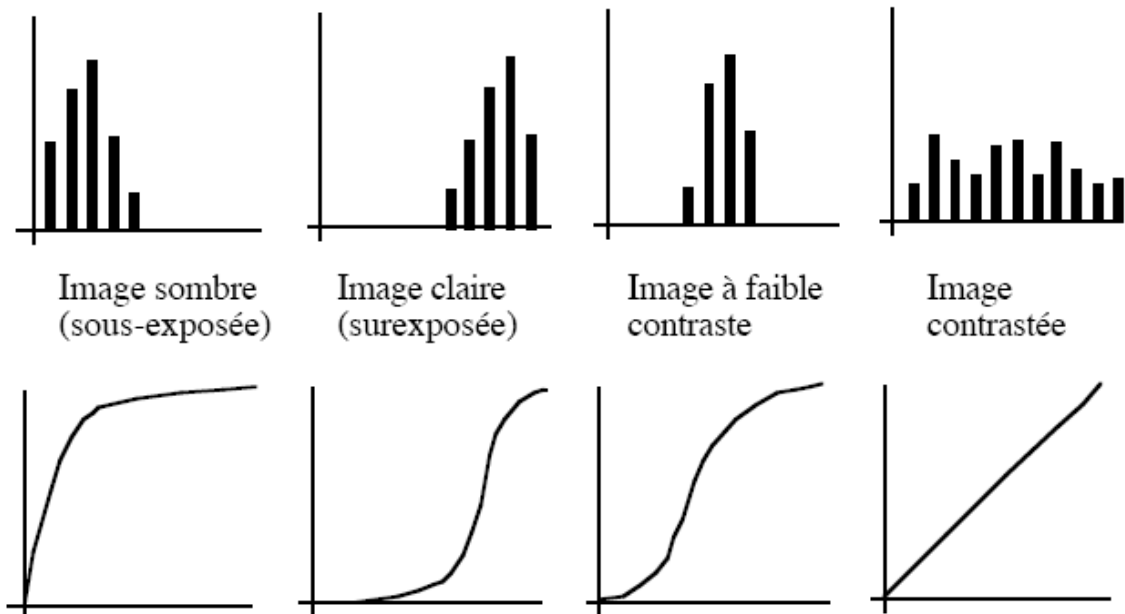 Image sombre
(sous-exposée)
Image claire
(surexposée)
Image à faible
contraste
Image
contrastée